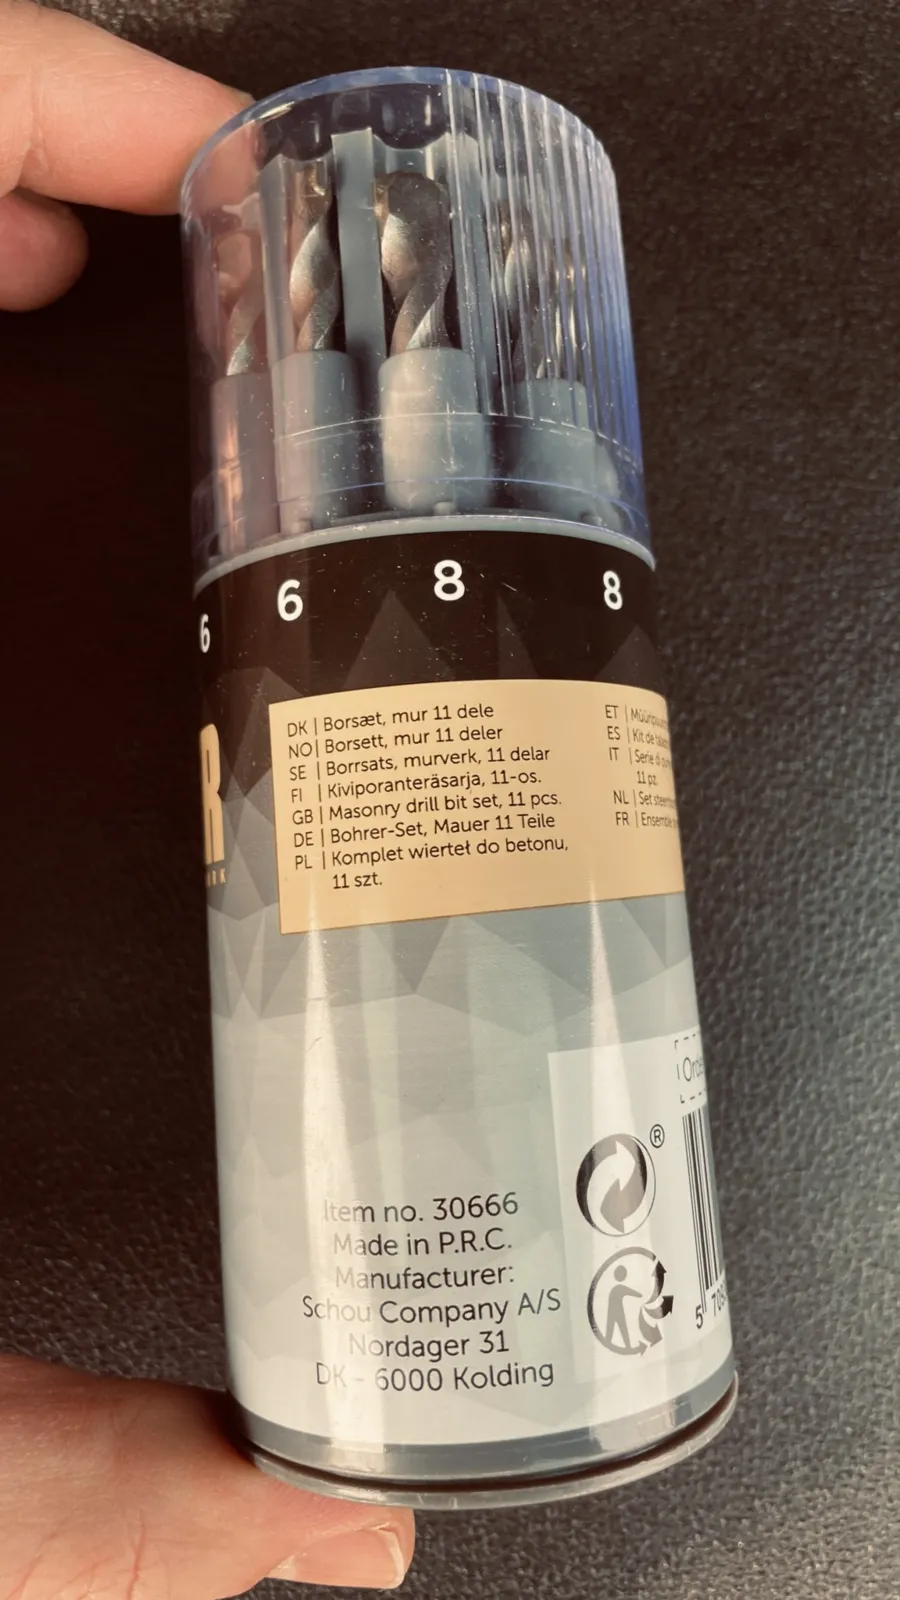 6 6 8 8
R
DK | Borsæt, mur 11 dele
NO | Borsett, mur 11 deler
SE | Borrsats, murverk, 11 delar
FI | Kiviporanteräsarja, 11-os.
GB | Masonry drill bit set, 11 pcs.
DE | Bohrer-Set, Mauer 11 Teile
PL | Komplet wierteł do betonu,
11 szt.
ET |
ES | Kit de
IT | Serie di
11 pz.
NL | Set
FR | Ensemble
®
Item no. 30666
Made in P.R.C.
Manufacturer:
Schou Company A/S
Nordager 31
DK - 6000 Kolding